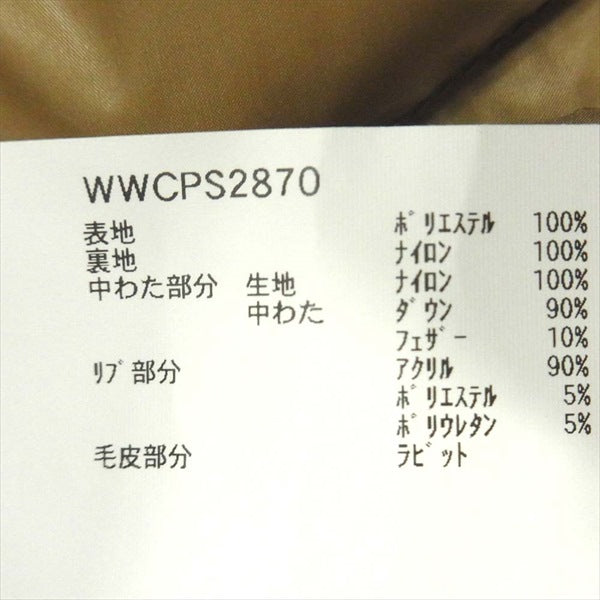 WWCPS2870
表地 ﾎﾟﾘｴｽﾃﾙ 100%
裏地 ﾅｲﾛﾝ 100%
中わた部分 生地 ﾅｲﾛﾝ 100%
中わた ﾀﾞｳﾝ 90%
ﾌｪｻﾞｰ 10%
ﾘﾌﾞ部分 ｱｸﾘﾙ 90%
ﾎﾟﾘｴｽﾃﾙ 5%
ﾎﾟﾘｳﾚﾀﾝ 5%
毛皮部分 ﾗﾋﾞｯﾄ